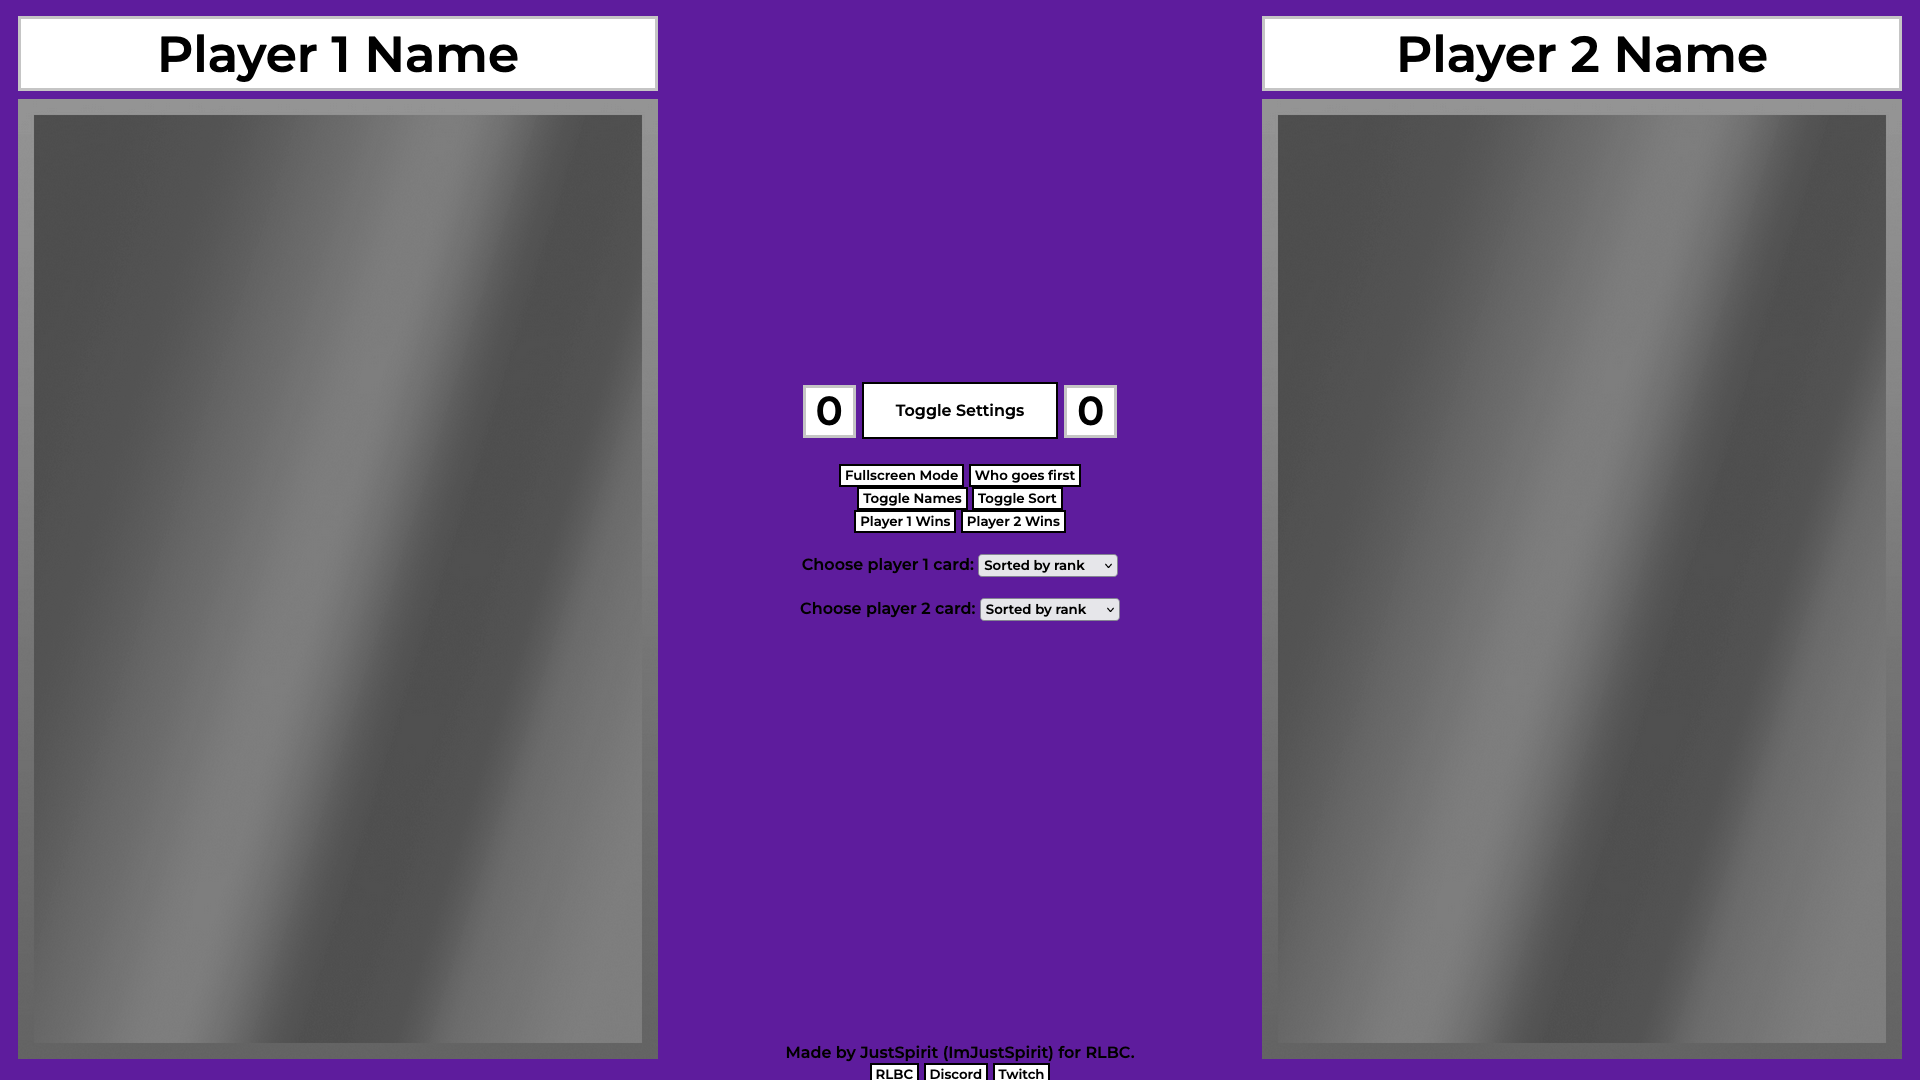 Player 1 Name
Player 2 Name
0 Toggle Settings 0
Fullscreen Mode Who goes first
Toggle Names Toggle Sort
Player 1 Wins Player 2 Wins
Choose player 1 card: Sorted by rank
Choose player 2 card: Sorted by rank
Made by JustSpirit (ImJustSpirit) for RLBC.
RLBC Discord Twitch